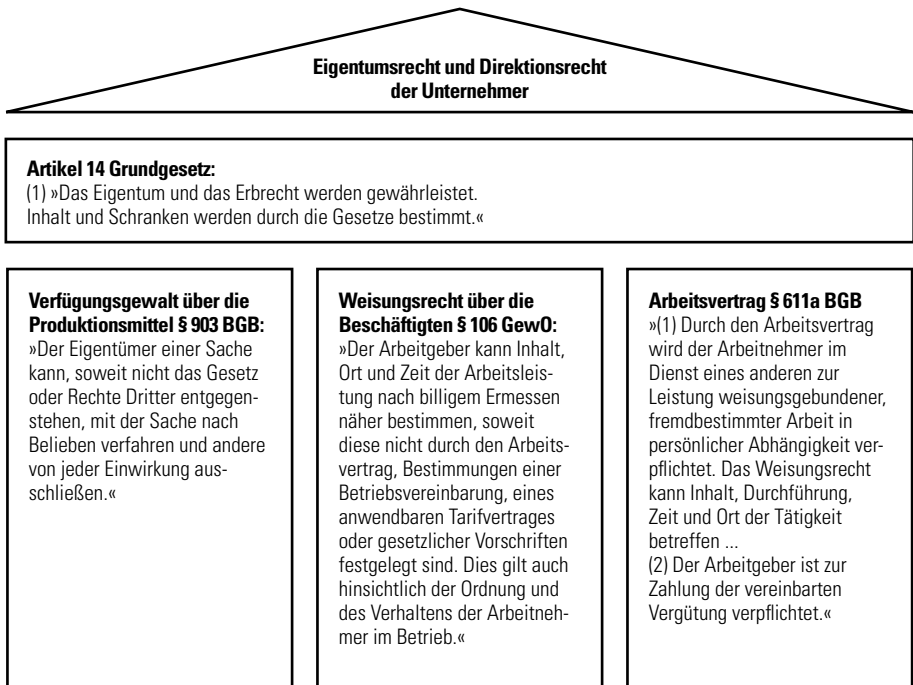 Eigentumsrecht und Direktionsrecht
der Unternehmer
Artikel 14 Grundgesetz:
(1) »Das Eigentum und das Erbrecht werden gewährleistet.
Inhalt und Schranken werden durch die Gesetze bestimmt.«
Verfügungsgewalt über die
Produktionsmittel § 903 BGB:
»Der Eigentümer einer Sache
kann, soweit nicht das Gesetz
oder Rechte Dritter entgegen-
stehen, mit der Sache nach
Belieben verfahren und andere
von jeder Einwirkung aus-
schließen.«
Weisungsrecht über die
Beschäftigten § 106 GewO:
»Der Arbeitgeber kann Inhalt,
Ort und Zeit der Arbeitsleis-
tung nach billigem Ermessen
näher bestimmen, soweit
diese nicht durch den Arbeits-
vertrag, Bestimmungen einer
Betriebsvereinbarung, eines
anwendbaren Tarifvertrages
oder gesetzlicher Vorschriften
festgelegt sind. Dies gilt auch
hinsichtlich der Ordnung und
des Verhaltens der Arbeitneh-
mer im Betrieb.«
Arbeitsvertrag § 611a BGB
»(1) Durch den Arbeitsvertrag
wird der Arbeitnehmer im
Dienst eines anderen zur
Leistung weisungsgebundener,
fremdbestimmter Arbeit in
persönlicher Abhängigkeit ver-
pflichtet. Das Weisungsrecht
kann Inhalt, Durchführung,
Zeit und Ort der Tätigkeit
betreffen ...
(2) Der Arbeitgeber ist zur
Zahlung der vereinbarten
Vergütung verpflichtet.«